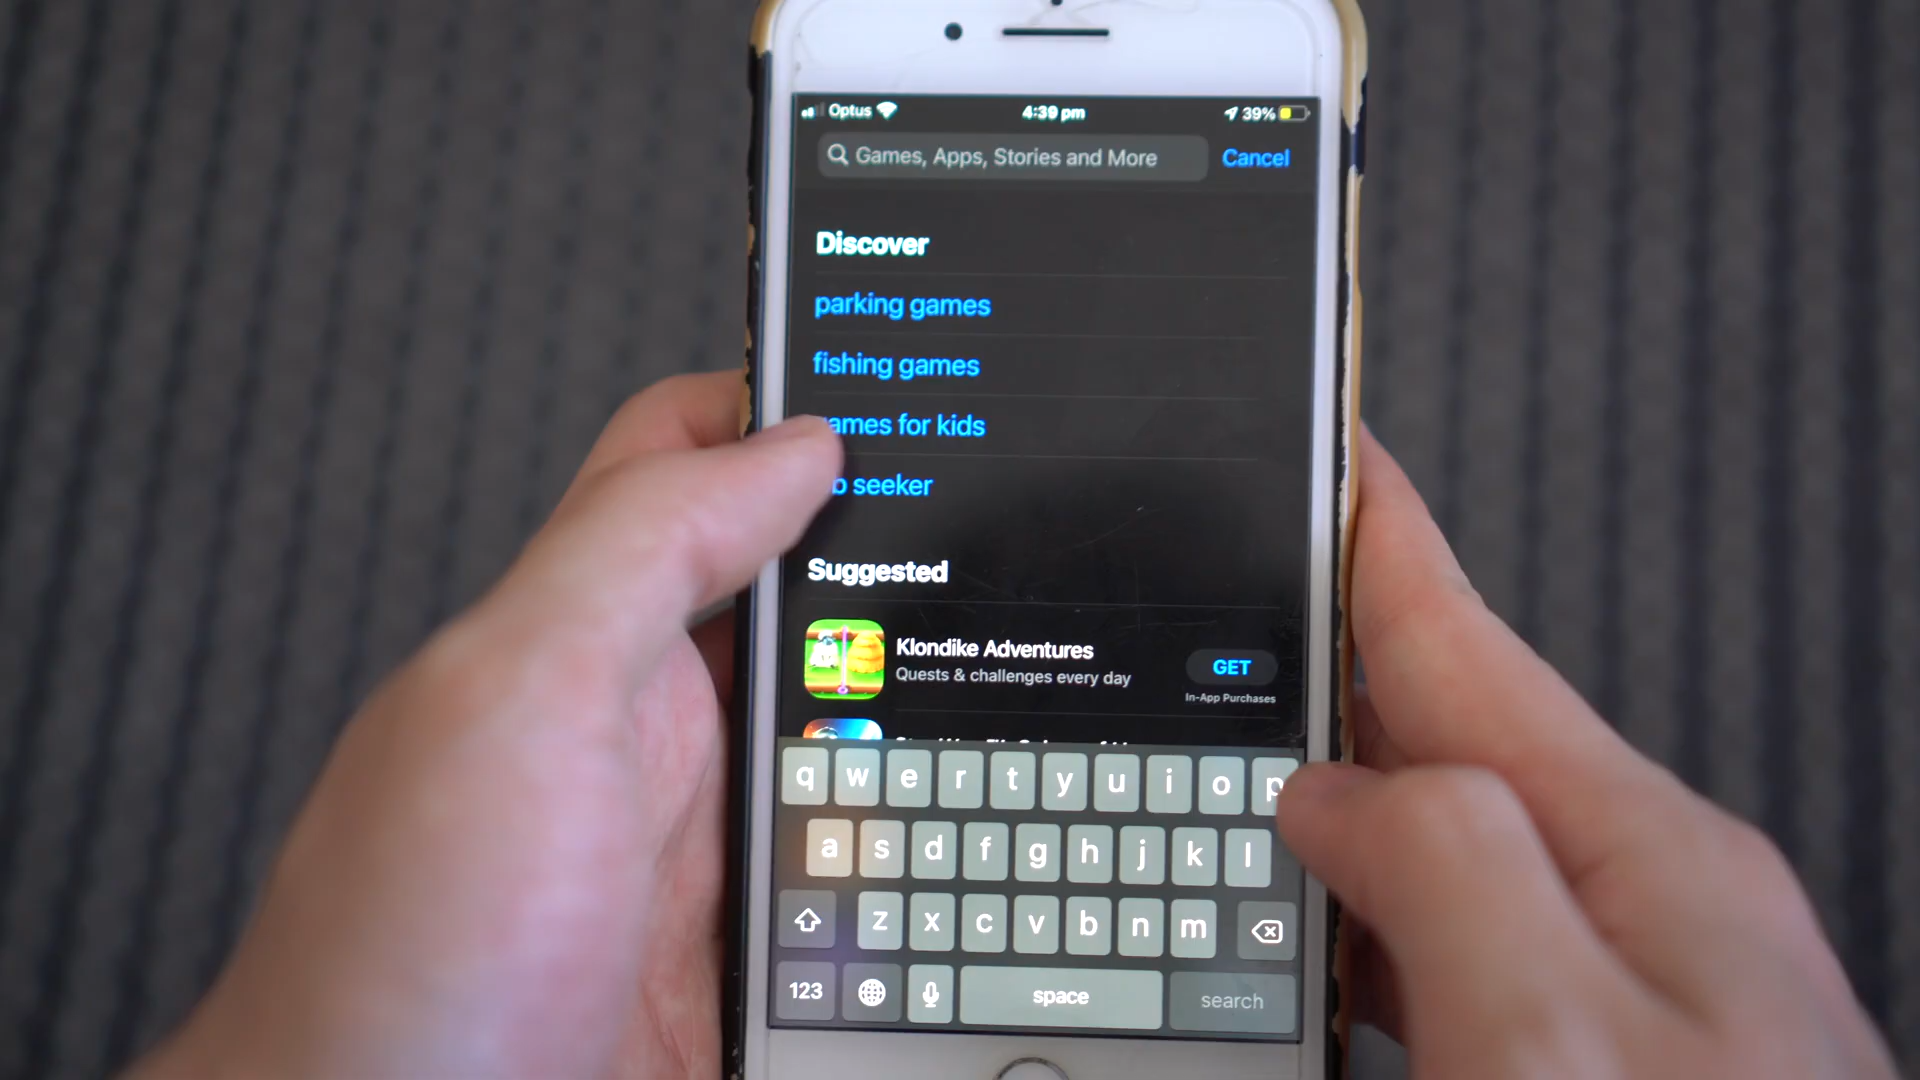 Optus 4:39 pm 39%
Games, Apps, Stories and More Cancel
Discover
parking games
fishing games
ames for kids
b seeker
Suggested
Klondike Adventures
Quests & challenges every day
GET
In-App Purchases
q w e r t y u i o p
a s d f g h j k l
z x c v b n m
123 space search